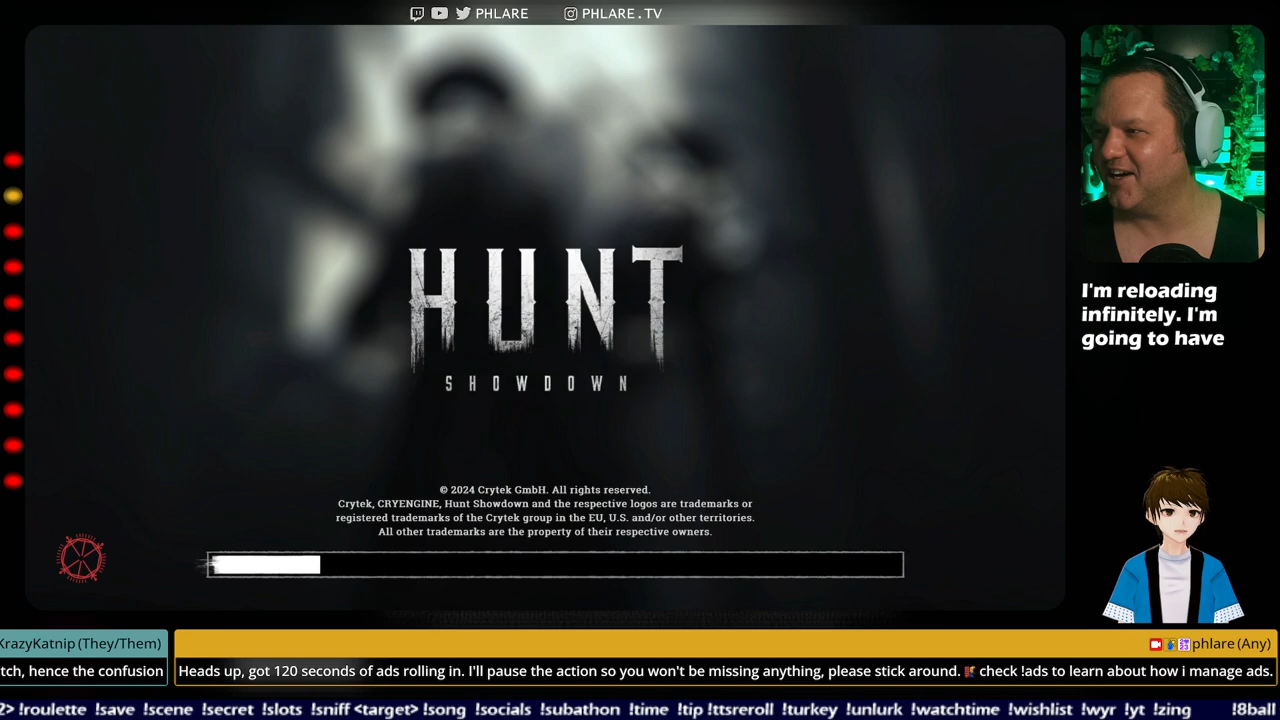 PHLARE PHLARE.TV
HUNT
SHOWDOWN
© 2024 Crytek GmbH. All rights reserved.
Crytek, CRYENGINE, Hunt Showdown and the respective logos are trademarks or
registered trademarks of the Crytek group in the EU, U.S. and/or other territories.
All other trademarks are the property of their respective owners.
I'm reloading
infinitely. I'm
going to have
KrazyKatnip (They/Them)
tch, hence the confusion
phlare (Any)
Heads up, got 120 seconds of ads rolling in. I'll pause the action so you won't be missing anything, please stick around. check !ads to learn about how i manage ads.
2> !roulette !save !scene !secret !slots !sniff <target> !song !socials !subathon !time !tip !ttsreroll !turkey !unlurk !watchtime !wishlist !wyr !yt !zing !8ball